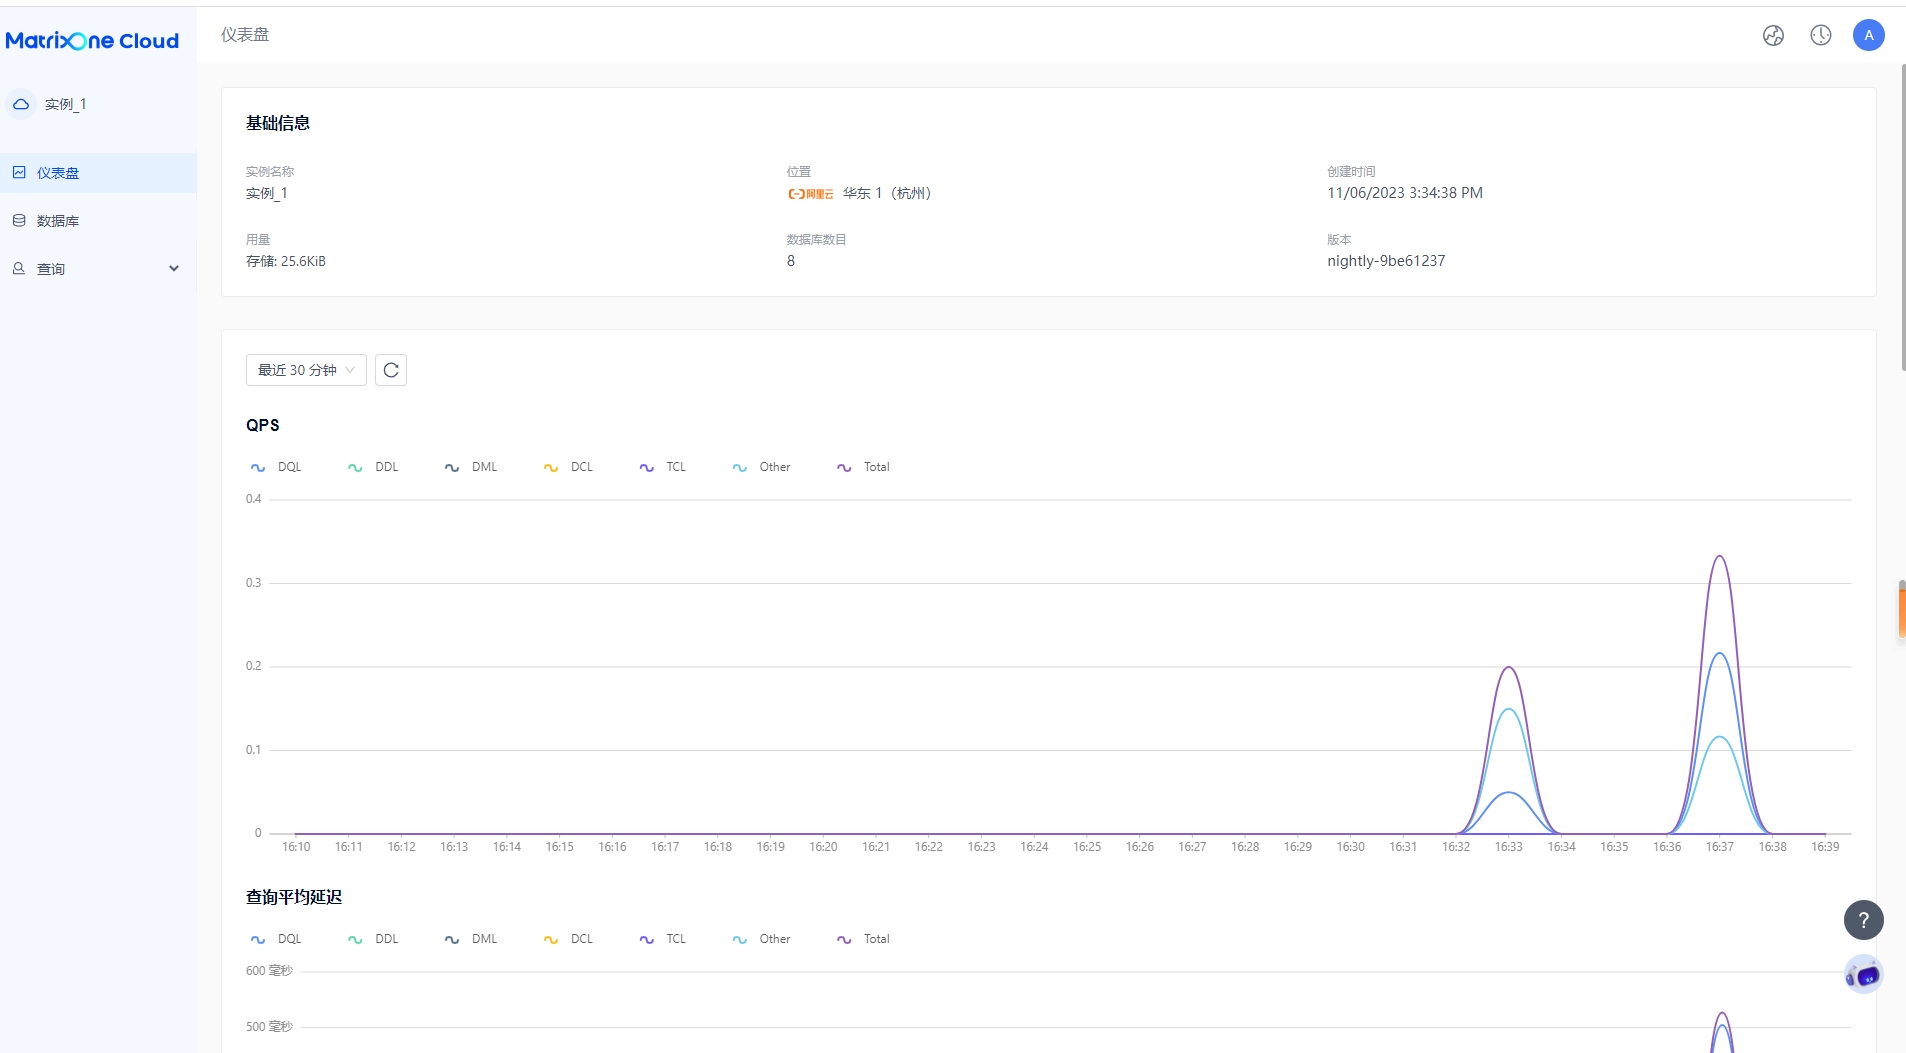 MatrixOne Cloud
仪表盘
A
实例_1
仪表盘
数据库
查询
基础信息
实例名称
位置
创建时间
实例_1
阿里云 华东 1（杭州）
11/06/2023 3:34:38 PM
用量
数据库数目
版本
存储: 25.6KiB
8
nightly-9be61237
最近 30 分钟
QPS
DQL DDL DML DCL TCL Other Total
0.4
0.3
0.2
0.1
0
16:10 16:11 16:12 16:13 16:14 16:15 16:16 16:17 16:18 16:19 16:20 16:21 16:22 16:23 16:24 16:25 16:26 16:27 16:28 16:29 16:30 16:31 16:32 16:33 16:34 16:35 16:36 16:37 16:38 16:39
查询平均延迟
?
DQL DDL DML DCL TCL Other Total
600 毫秒
500 毫秒